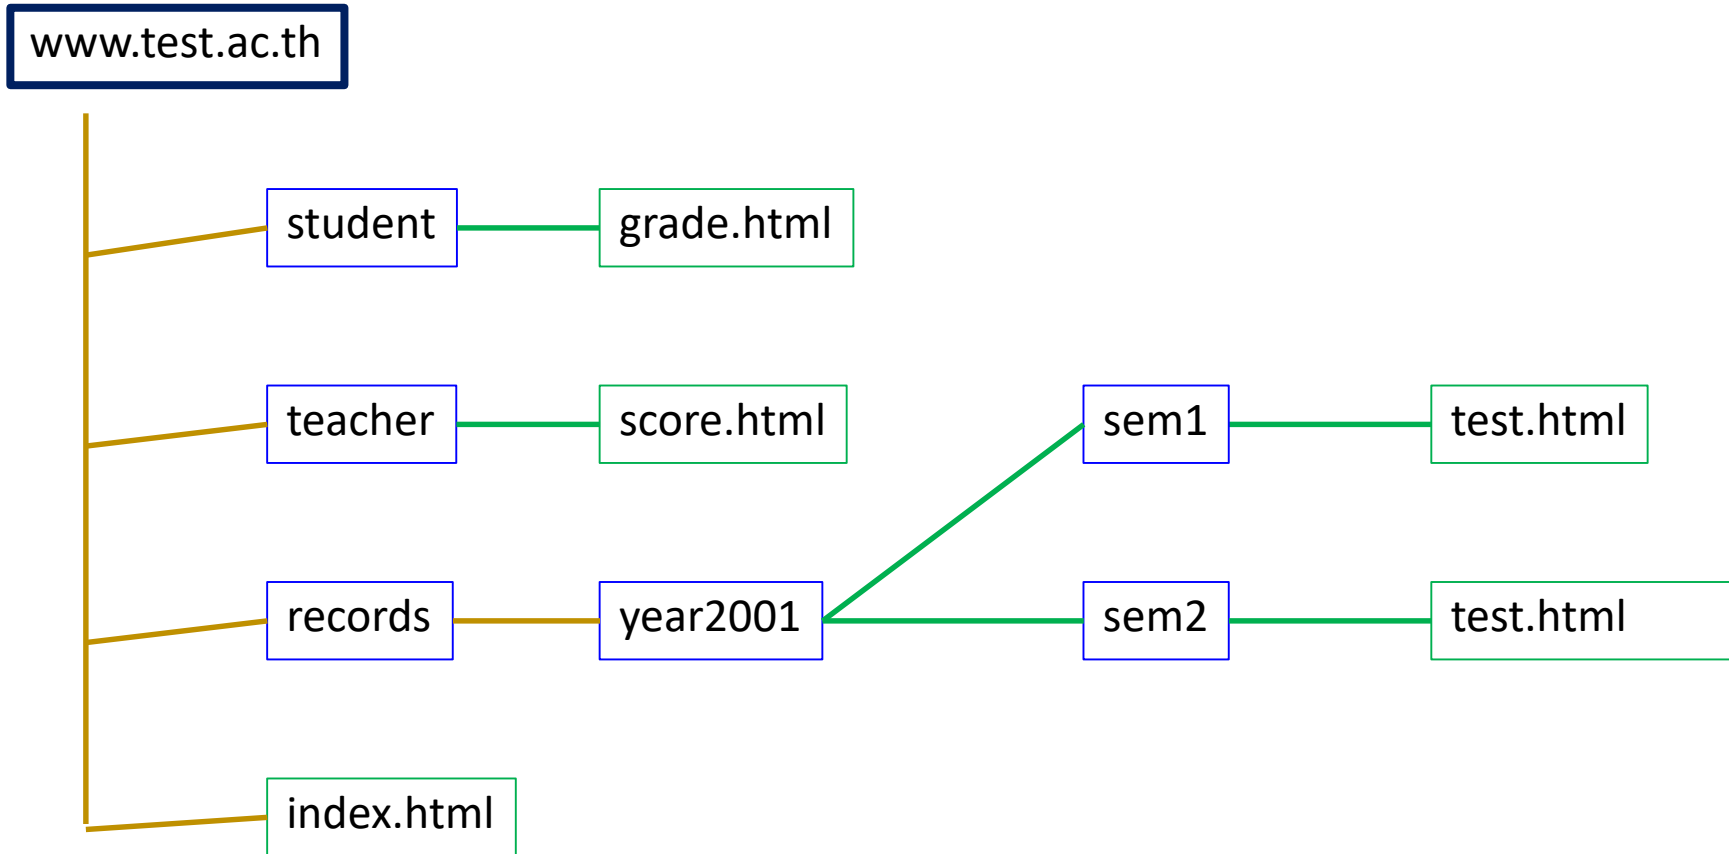 www.test.ac.th
student grade.html
teacher score.html sem1 test.html
records year2001 sem2 test.html
index.html